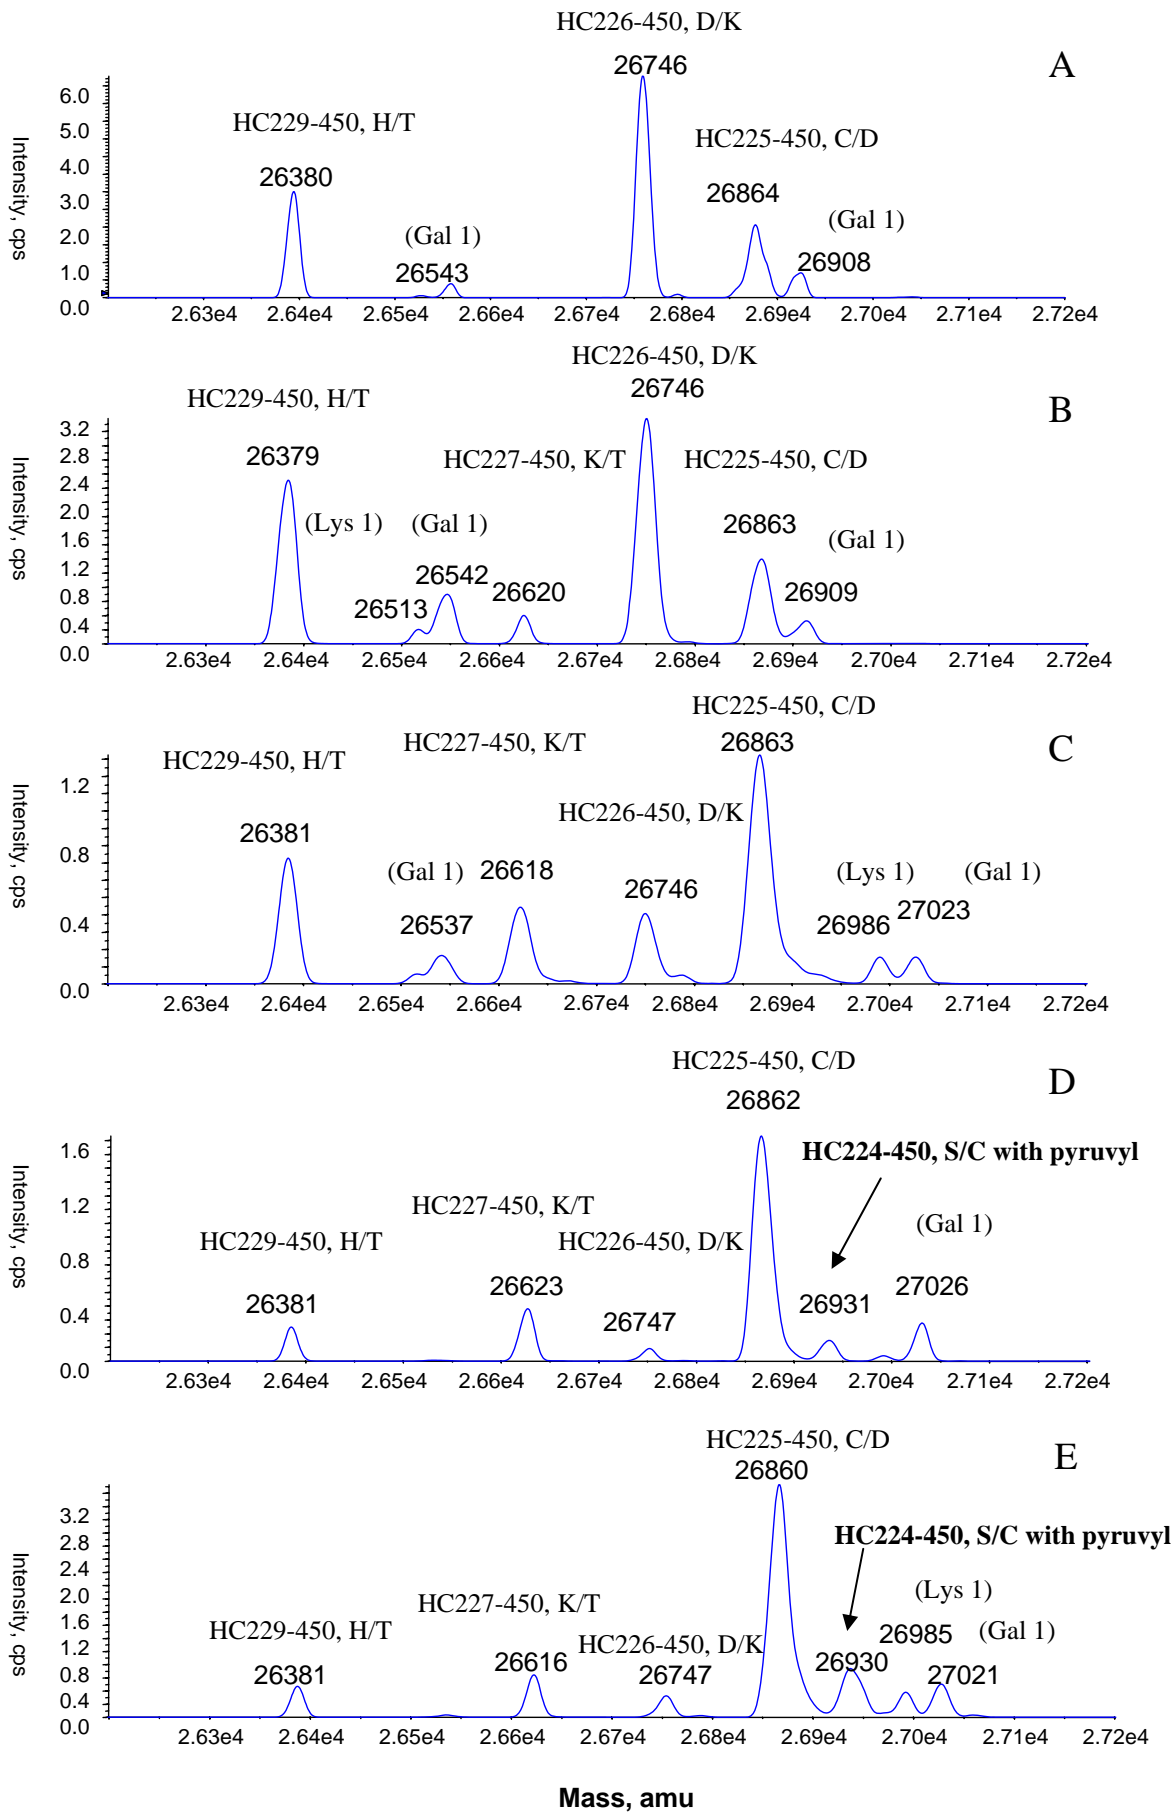 HC226-450, D/K
26746
A
6.0
HC229-450, H/T
5.0
HC225-450, C/D
4.0
26380
26864
3.0
(Gal 1)
(Gal 1)
2.0
26543
26908
1.0
0.0
Intensity, cps
2.63e4 2.64e4 2.65e4 2.66e4 2.67e4 2.68e4 2.69e4 2.70e4 2.71e4 2.72e4
HC226-450, D/K
26746
B
HC229-450, H/T
3.2
26379
HC227-450, K/T
HC225-450, C/D
2.8
2.4
(Lys 1)
(Gal 1)
26863
2.0
(Gal 1)
1.6
26542
1.2
26513
26620
26909
0.8
0.4
0.0
Intensity, cps
2.63e4 2.64e4 2.65e4 2.66e4 2.67e4 2.68e4 2.69e4 2.70e4 2.71e4 2.72e4
HC225-450, C/D
26863
C
HC229-450, H/T
HC227-450, K/T
1.2
HC226-450, D/K
26381
0.8
(Gal 1)
26618
(Lys 1)
(Gal 1)
26746
26537
26986
27023
0.4
0.0
Intensity, cps
2.63e4 2.64e4 2.65e4 2.66e4 2.67e4 2.68e4 2.69e4 2.70e4 2.71e4 2.72e4
HC225-450, C/D
26862
D
1.6
HC224-450, S/C with pyruvyl
HC227-450, K/T
1.2
HC229-450, H/T
HC226-450, D/K
(Gal 1)
0.8
26381
26623
26747
26931
27026
0.4
0.0
Intensity, cps
2.63e4 2.64e4 2.65e4 2.66e4 2.67e4 2.68e4 2.69e4 2.70e4 2.71e4 2.72e4
HC225-450, C/D
26860
E
3.2
HC224-450, S/C with pyruvyl
2.8
2.4
(Lys 1)
2.0
HC227-450, K/T
1.6
HC229-450, H/T
HC226-450, D/K
26985
(Gal 1)
1.2
26381
26616
26747
26930
27021
0.8
0.4
0.0
Intensity, cps
2.63e4 2.64e4 2.65e4 2.66e4 2.67e4 2.68e4 2.69e4 2.70e4 2.71e4 2.72e4
Mass, amu